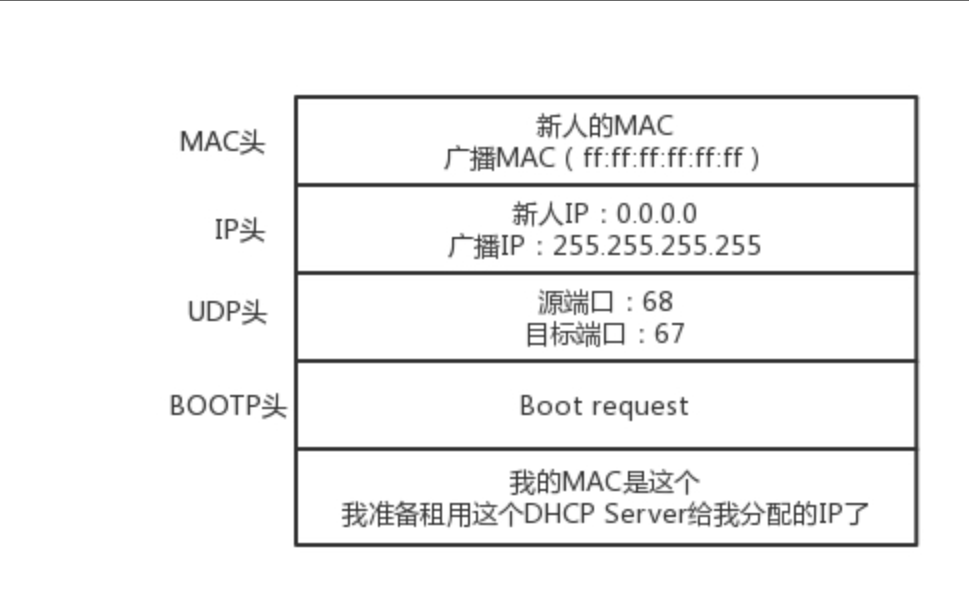 MAC头
新人的MAC
广播MAC（ff:ff:ff:ff:ff:ff）
IP头
新人IP：0.0.0.0
广播IP：255.255.255.255
UDP头
源端口：68
目标端口：67
BOOTP头
Boot request
我的MAC是这个
我准备租用这个DHCP Server给我分配的IP了